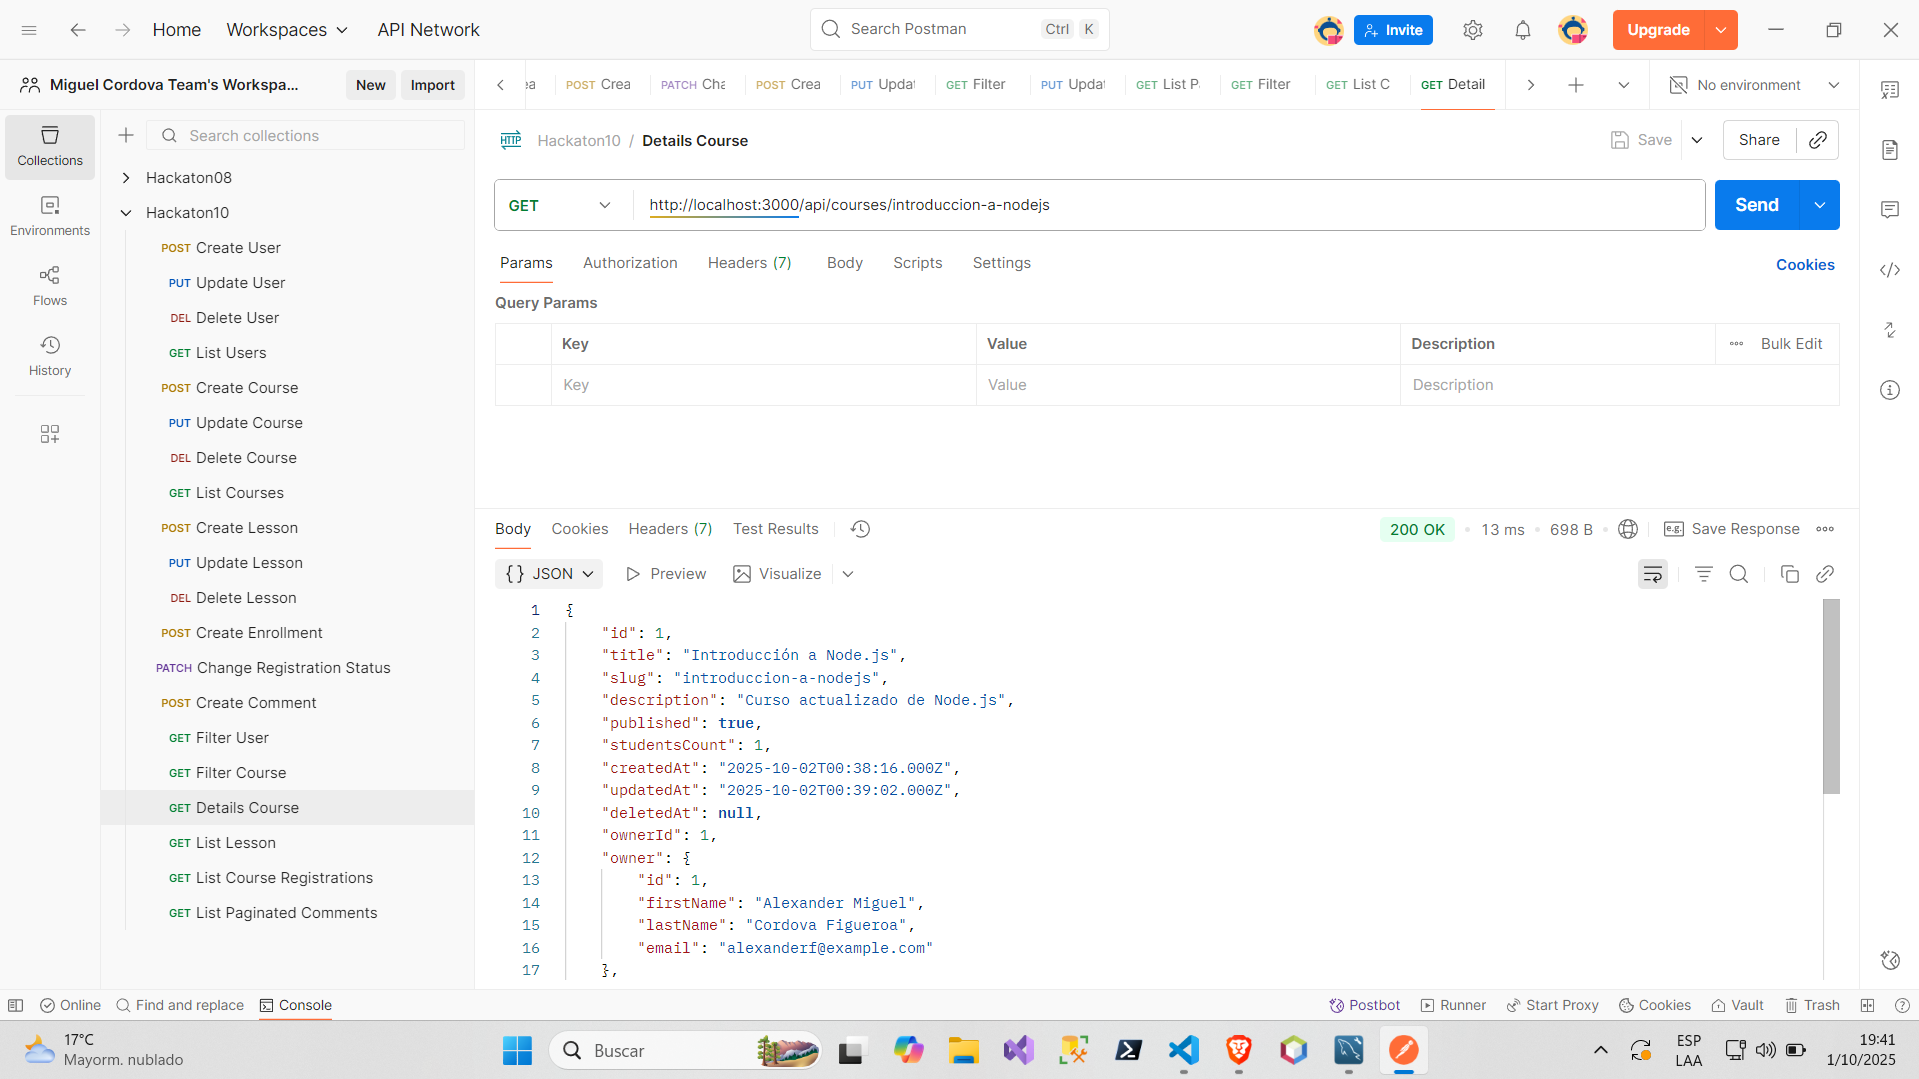 Home Workspaces API Network Search Postman Ctrl K Invite Upgrade
Miguel Cordova Team's Workspa... New Import
POST Crea PATCH Cha POST Crea PUT Updat GET Filter PUT Updat GET List P GET Filter GET List C GET Detail No environment
Collections
Environments
Flows
History
Search collections
Hackaton08
Hackaton10
POST Create User
PUT Update User
DEL Delete User
GET List Users
POST Create Course
PUT Update Course
DEL Delete Course
GET List Courses
POST Create Lesson
PUT Update Lesson
DEL Delete Lesson
POST Create Enrollment
PATCH Change Registration Status
POST Create Comment
GET Filter User
GET Filter Course
GET Details Course
GET List Lesson
GET List Course Registrations
GET List Paginated Comments
HTTP Hackaton10 / Details Course Save Share
GET http://localhost:3000/api/courses/introduccion-a-nodejs Send
Params Authorization Headers (7) Body Scripts Settings Cookies
Query Params
Key Value Description Bulk Edit
Key Value Description
Body Cookies Headers (7) Test Results 200 OK • 13 ms • 698 B • e.g. Save Response
{} JSON Preview Visualize
1 {
2 "id": 1,
3 "title": "Introducción a Node.js",
4 "slug": "introduccion-a-nodejs",
5 "description": "Curso actualizado de Node.js",
6 "published": true,
7 "studentsCount": 1,
8 "createdAt": "2025-10-02T00:38:16.000Z",
9 "updatedAt": "2025-10-02T00:39:02.000Z",
10 "deletedAt": null,
11 "ownerId": 1,
12 "owner": {
13 "id": 1,
14 "firstName": "Alexander Miguel",
15 "lastName": "Cordova Figueroa",
16 "email": "alexanderf@example.com"
17 },
Online Find and replace Console Postbot Runner Start Proxy Cookies Vault Trash
17°C
Mayorm. nublado
Buscar
ESP
LAA
19:41
1/10/2025